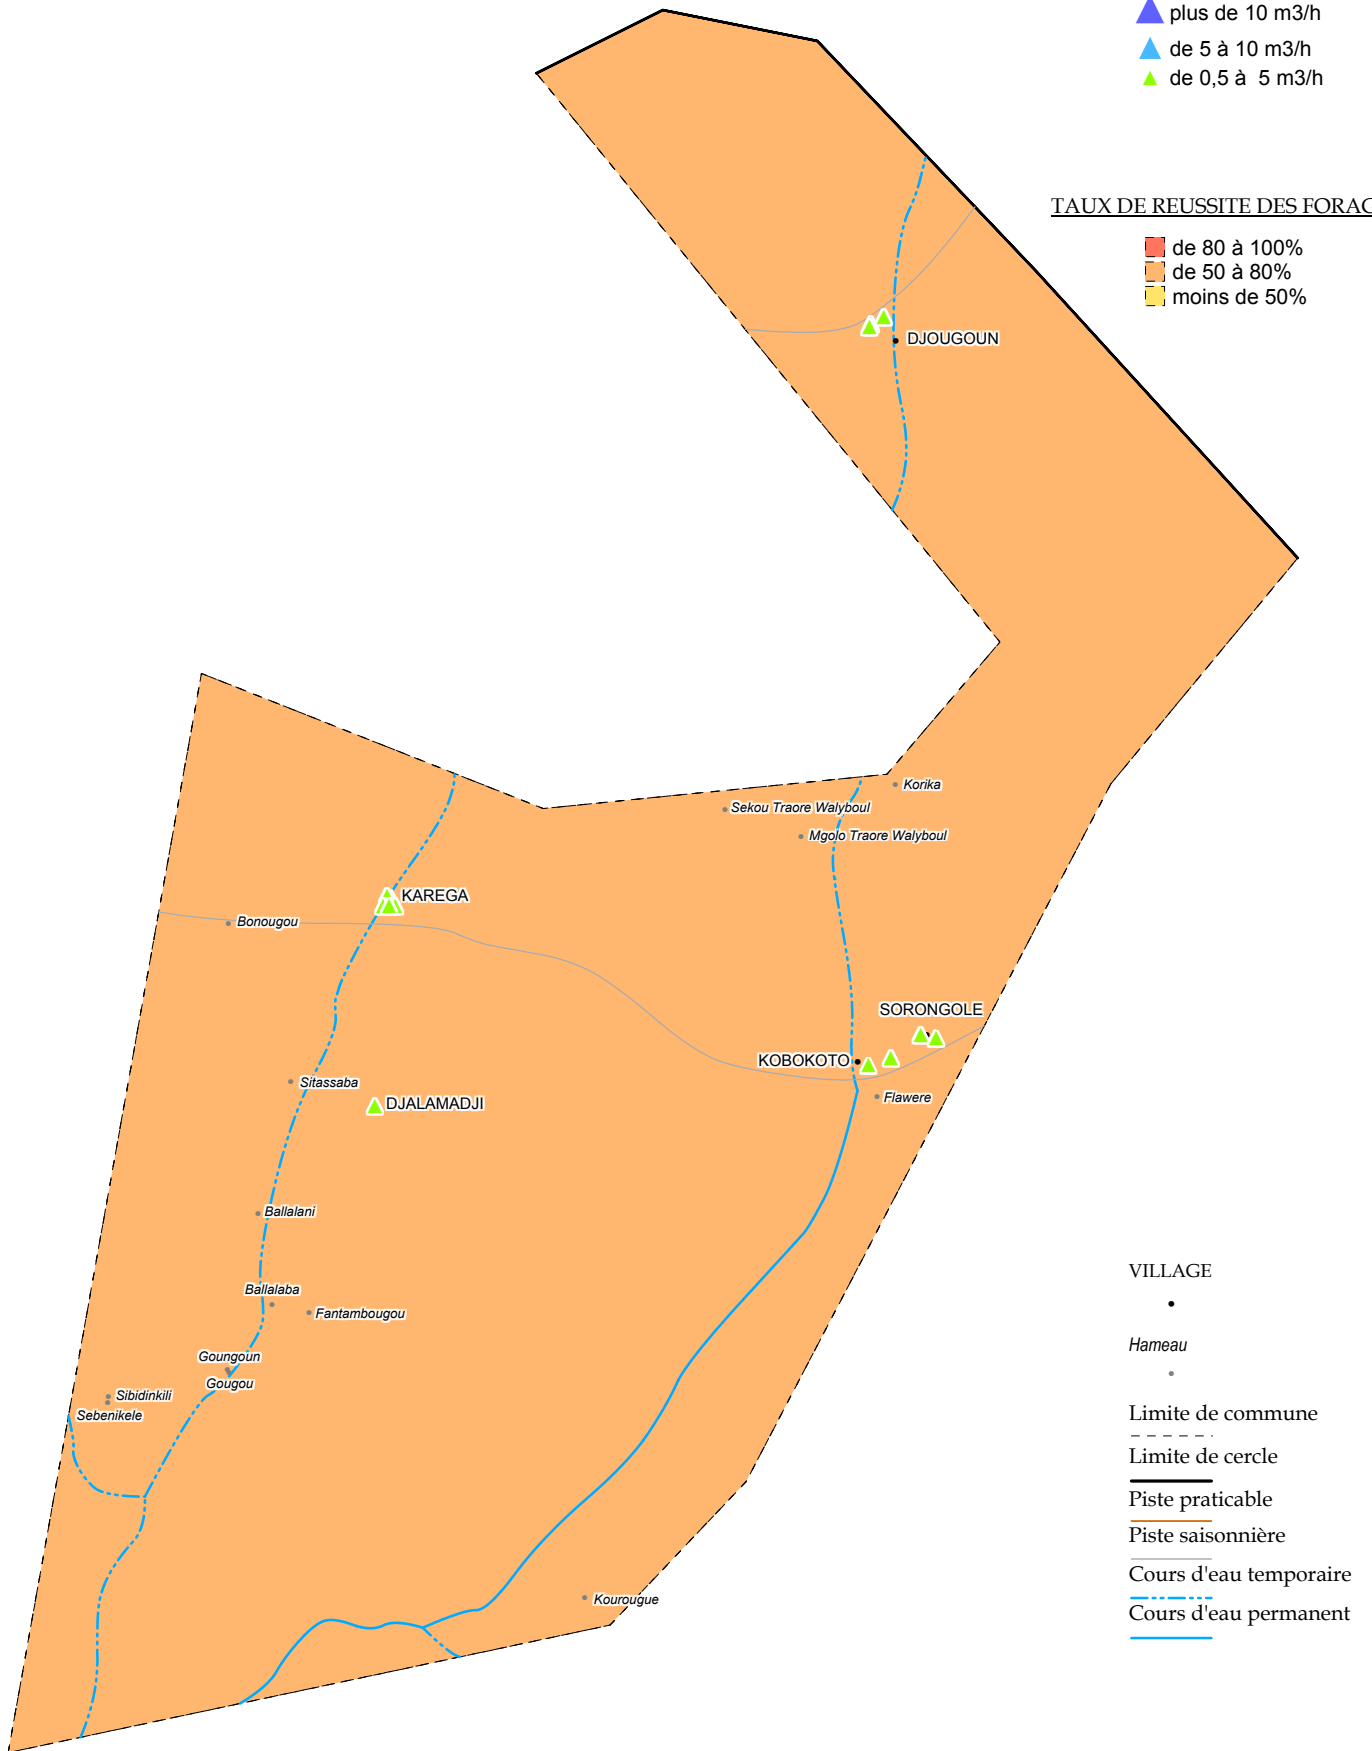 plus de 10 m3/h
de 5 à 10 m3/h
de 0,5 à 5 m3/h
TAUX DE REUSSITE DES FORAG
de 80 à 100%
de 50 à 80%
moins de 50%
DJOUGOUN
Korika
Sekou Traore Walyboul
Mgolo Traore Walyboul
KAREGA
Bonougou
SORONGOLE
KOBOKOTO
Sitassaba
Flawere
DJALAMADJI
Ballalani
Ballalaba
Fantambougou
Goungoun
Gougou
Sibidinkili
Sebenikele
Kourougue
VILLAGE
Hameau
Limite de commune
Limite de cercle
Piste praticable
Piste saisonnière
Cours d'eau temporaire
Cours d'eau permanent